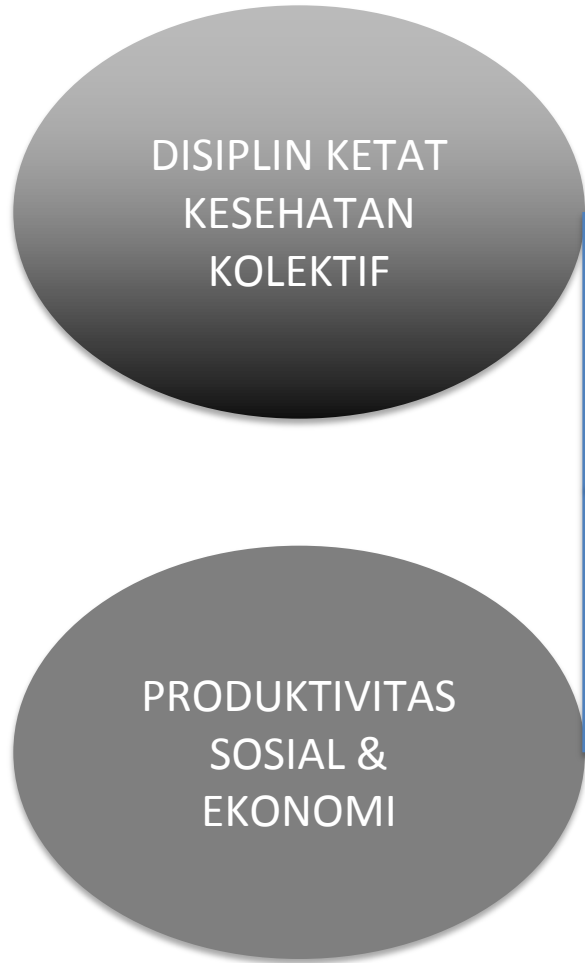 DISIPLIN KETAT
KESEHATAN
KOLEKTIF
PRODUKTIVITAS
SOSIAL &
EKONOMI